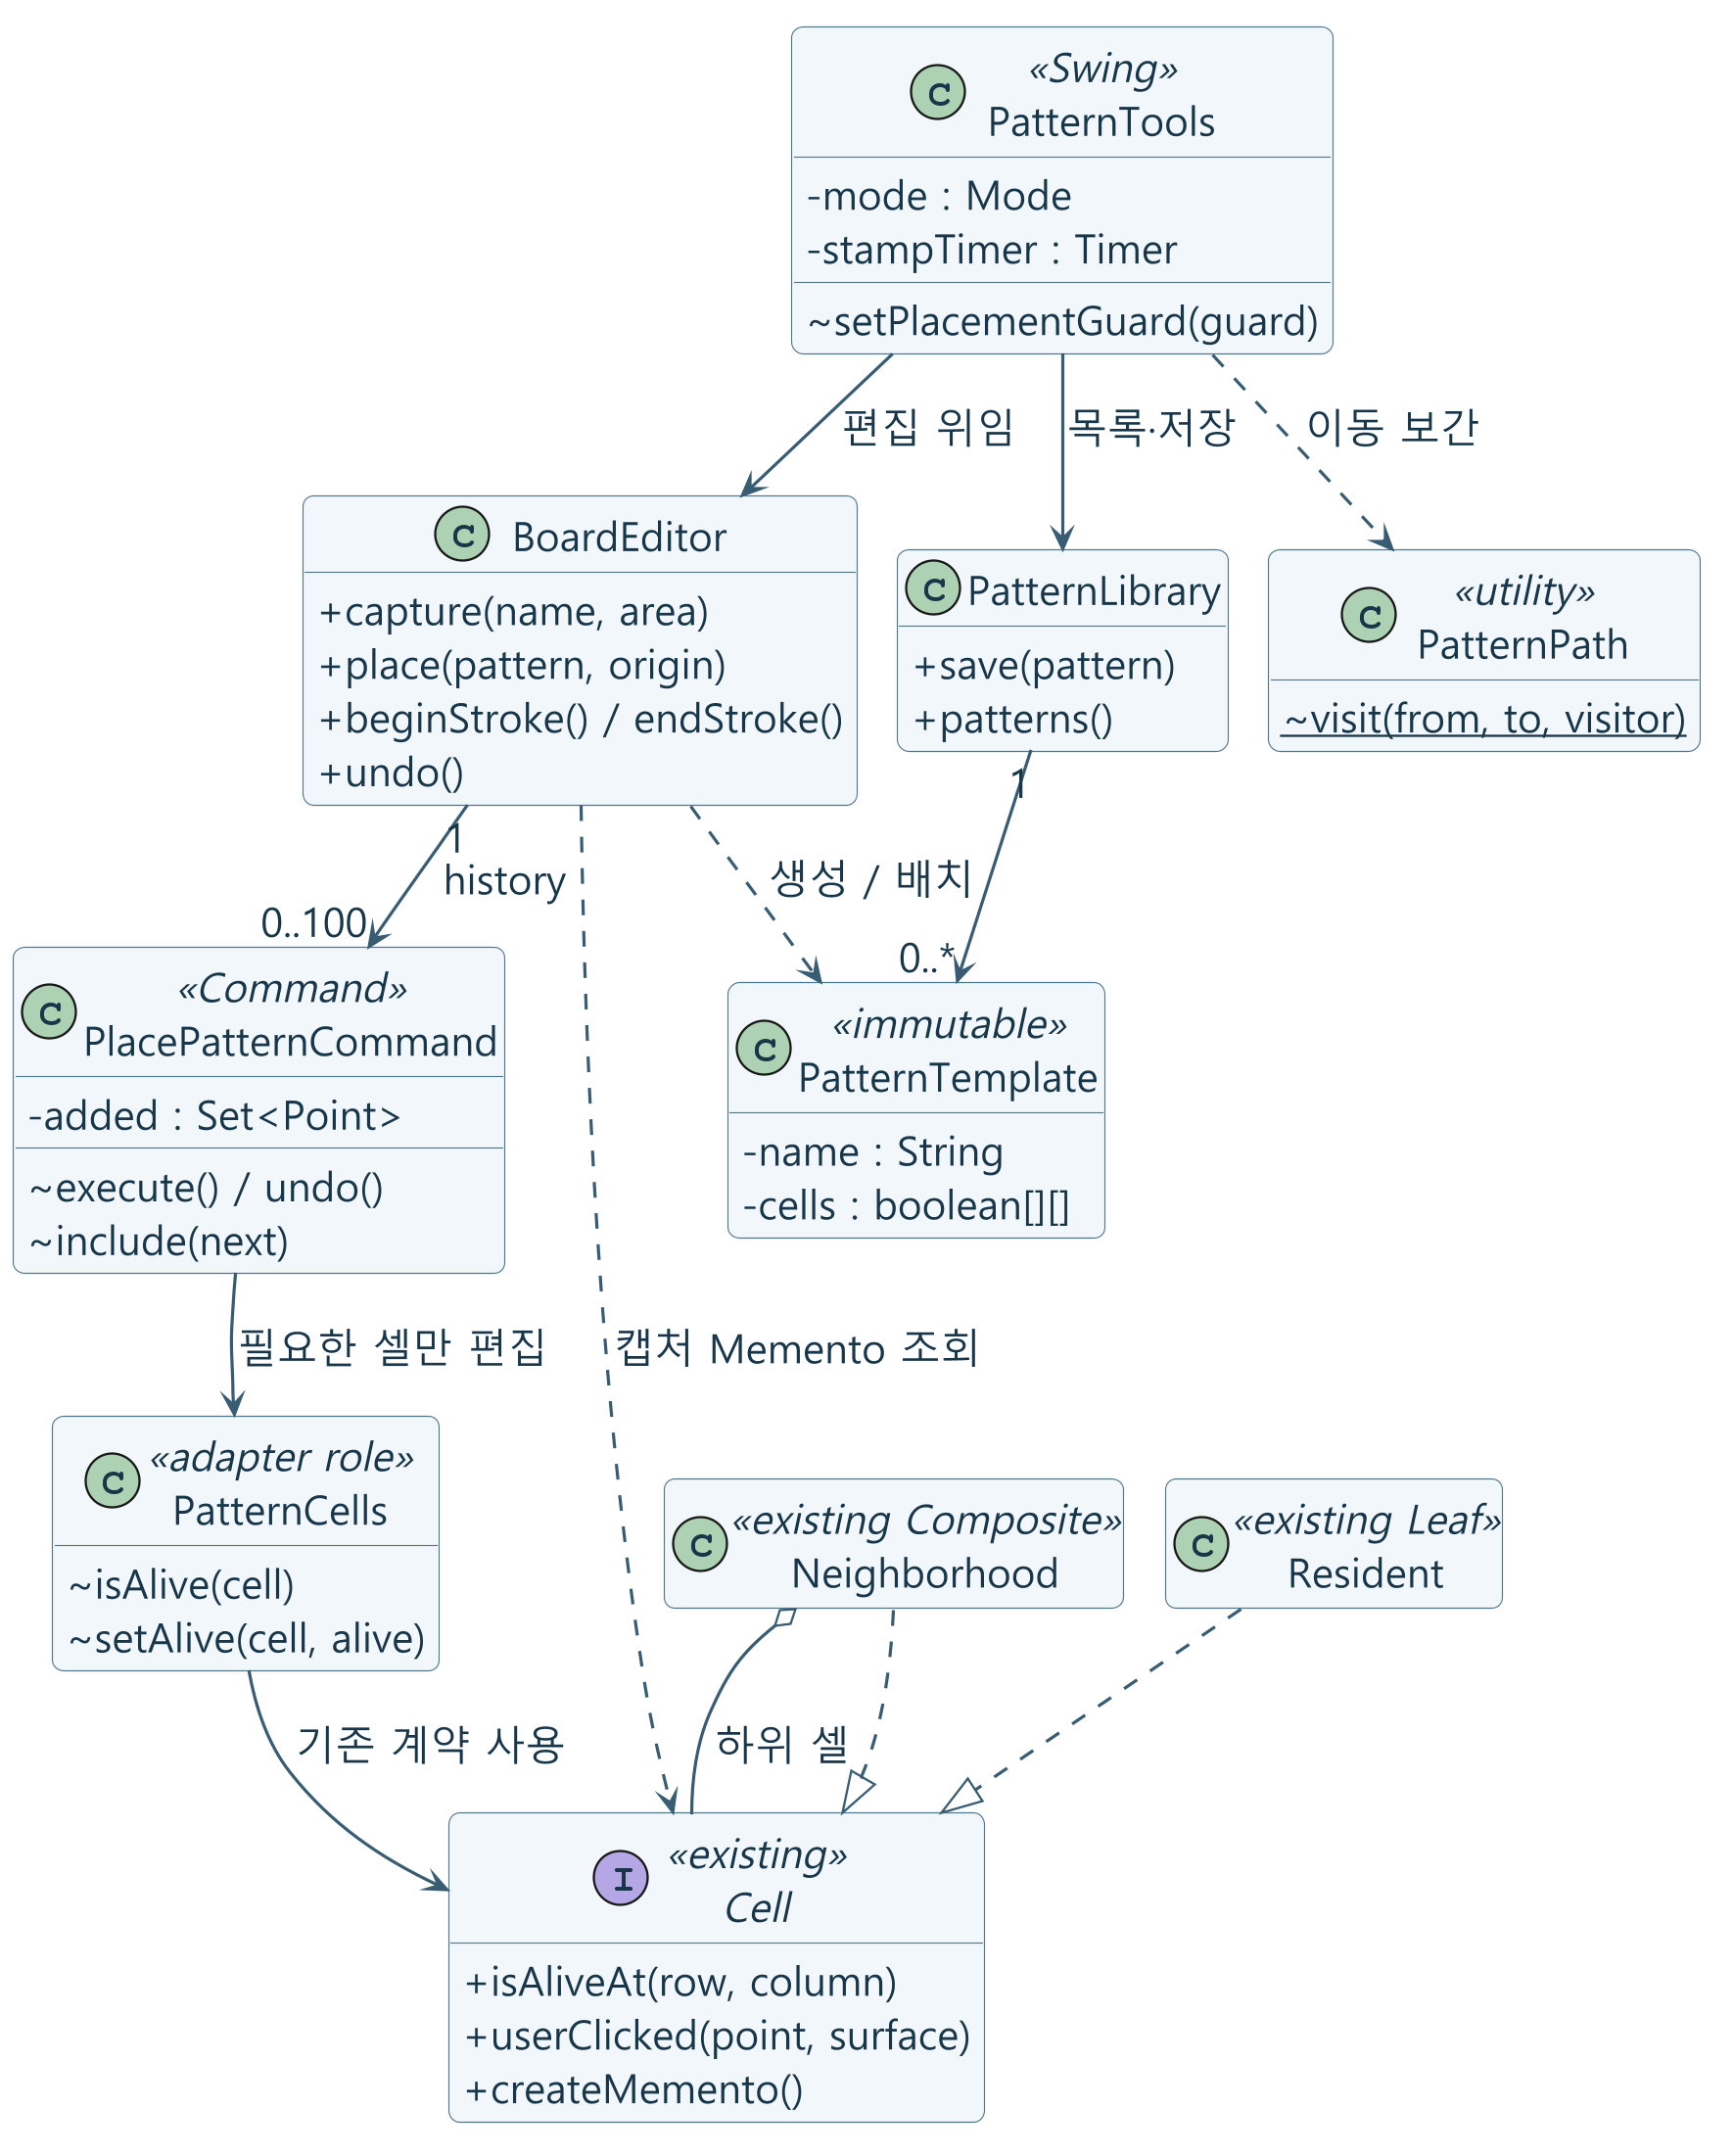 C
«Swing»
PatternTools
-mode : Mode
-stampTimer : Timer
~setPlacementGuard(guard)
편집 위임
목록·저장
이동 보간
C
BoardEditor
+capture(name, area)
+place(pattern, origin)
+beginStroke() / endStroke()
+undo()
C
PatternLibrary
+save(pattern)
+patterns()
C
«utility»
PatternPath
~visit(from, to, visitor)
1
history
0..100
생성 / 배치
1
0..*
C
«Command»
PlacePatternCommand
-added : Set<Point>
~execute() / undo()
~include(next)
C
«immutable»
PatternTemplate
-name : String
-cells : boolean[][]
필요한 셀만 편집
캡처 Memento 조회
C
«adapter role»
PatternCells
~isAlive(cell)
~setAlive(cell, alive)
C
«existing Composite»
Neighborhood
C
«existing Leaf»
Resident
기존 계약 사용
하위 셀
I
«existing»
Cell
+isAliveAt(row, column)
+userClicked(point, surface)
+createMemento()